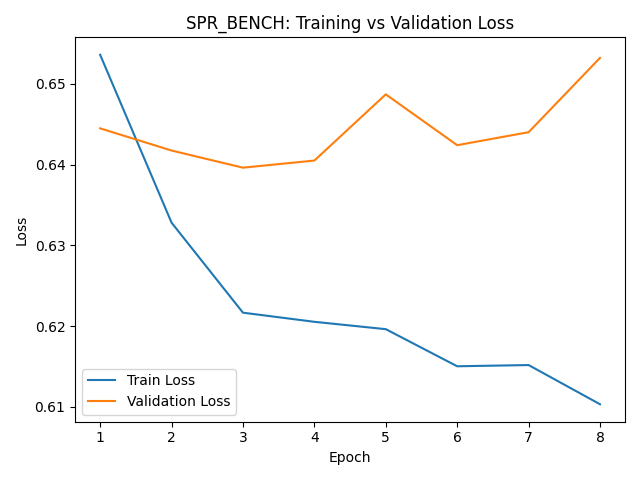 SPR_BENCH: Training vs Validation Loss
0.65
0.64
0.63
0.62
0.61
Loss
Train Loss
Validation Loss
1 2 3 4 5 6 7 8
Epoch